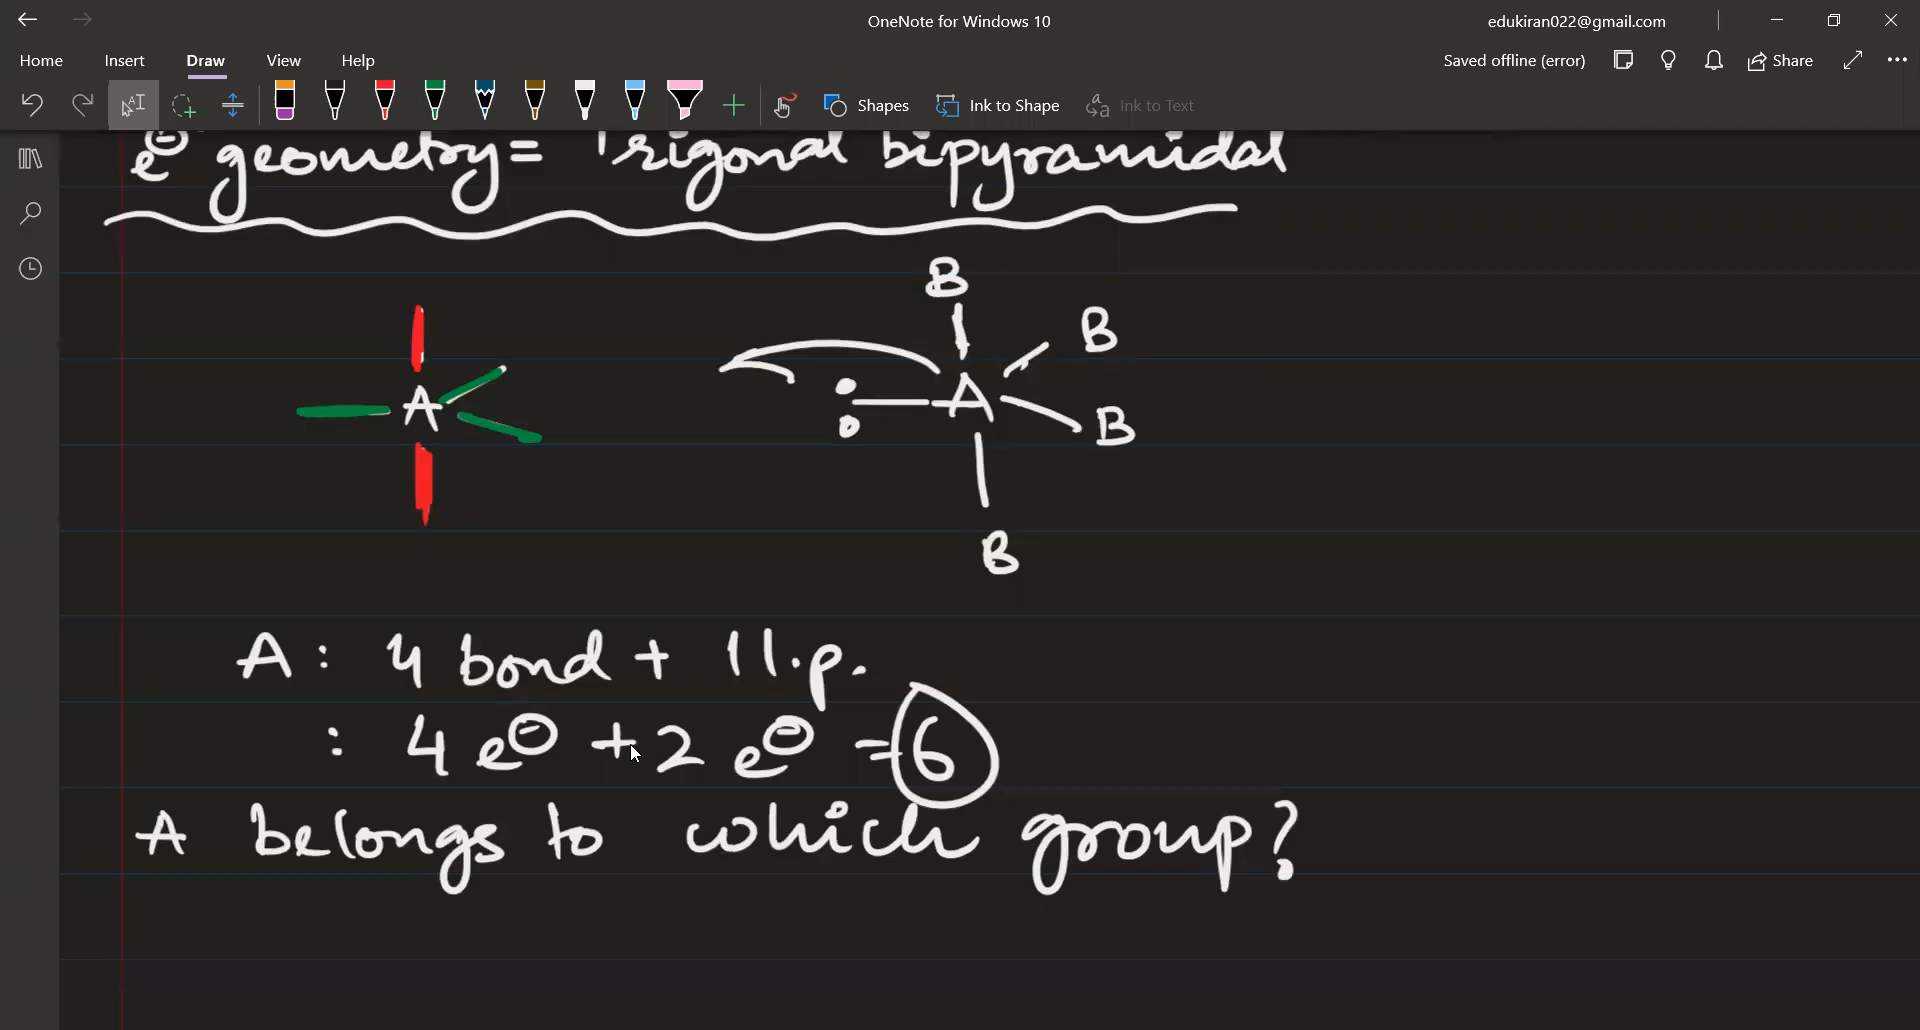 OneNote for Windows 10
edukiran022@gmail.com
Home Insert Draw View Help
Saved offline (error) Share
Shapes Ink to Shape Ink to Text
e⊖ geometry = Trigonal bipyramidal
B
B
A A
B
B
A : 4 bond + 1 l.p.
: 4 e⊖ + 2 e⊖ = 6
A belongs to which group?